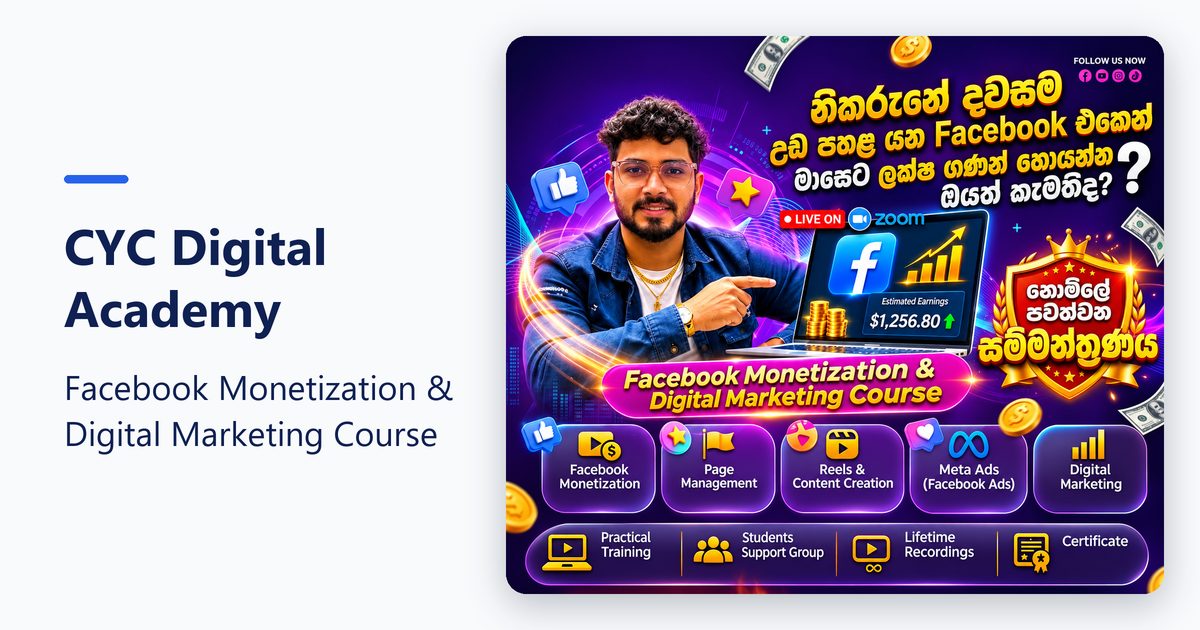 CYC Digital
Academy
Facebook Monetization &
Digital Marketing Course
FOLLOW US NOW
නිකරුනේ දවසම
උඩ පහළ යන Facebook එකෙන්
මාසෙට ලක්ෂ ගණන් හොයන්න
ඔයත් කැමතිද? ?
LIVE ON zoom
Estimated Earnings
$1,256.80
නොමිලේ
පවත්වන
සම්මන්ත්‍රණය
Facebook Monetization &
Digital Marketing Course
Facebook
Monetization
Page
Management
Reels &
Content Creation
Meta Ads
(Facebook Ads)
Digital
Marketing
Practical
Training
Students
Support Group
Lifetime
Recordings
Certificate